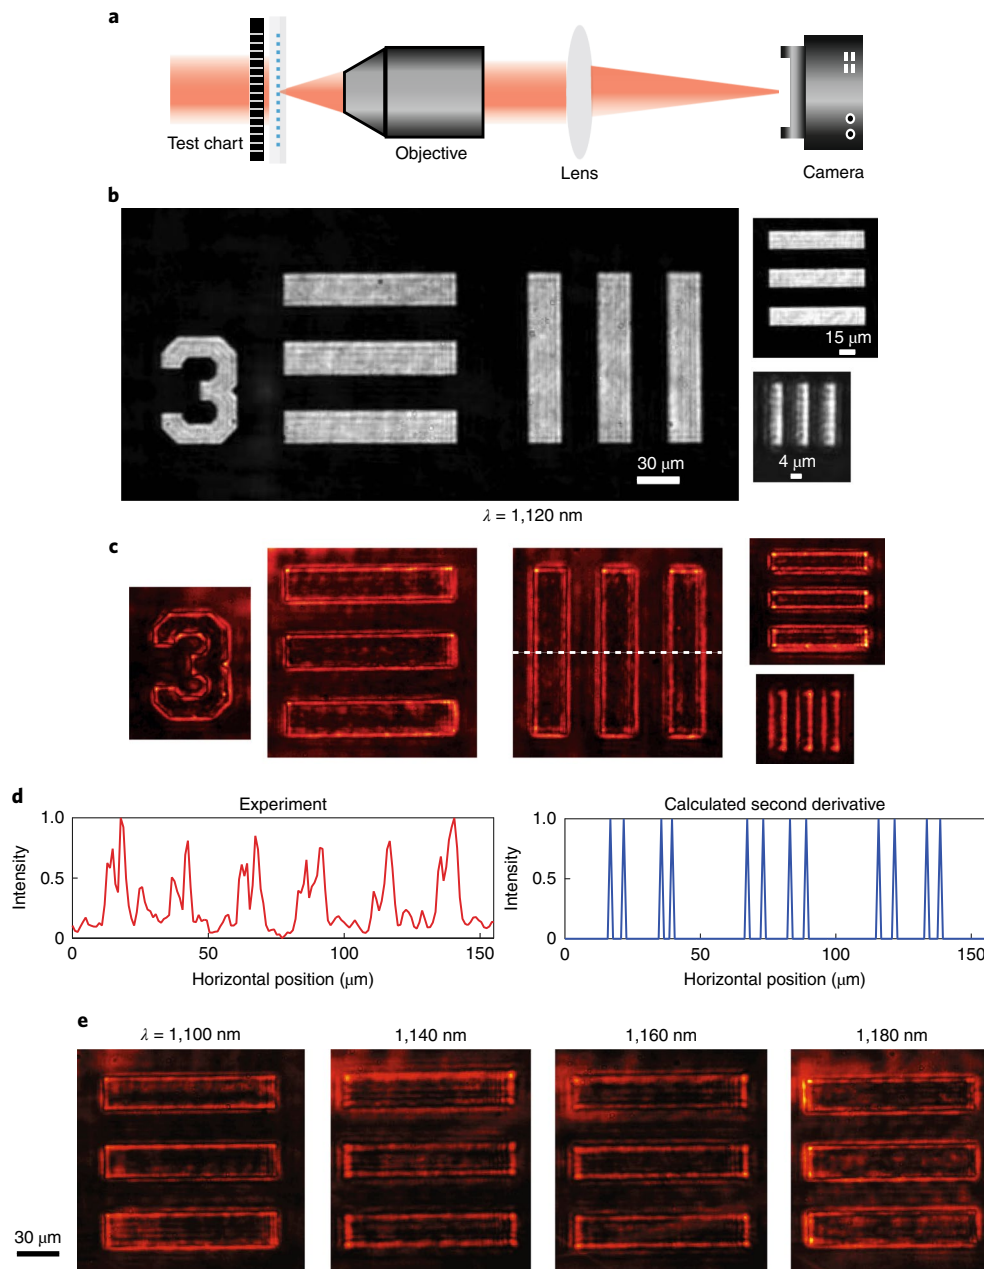 a
Test chart
Objective
Lens
Camera
b
3
30 μm
15 μm
4 μm
λ = 1,120 nm
c
3
d
Experiment
Intensity
1.0
0.5
0
0
50
100
150
Horizontal position (μm)
Calculated second derivative
Intensity
1.0
0.5
0
0
50
100
150
Horizontal position (μm)
e
λ = 1,100 nm
1,140 nm
1,160 nm
1,180 nm
30 μm